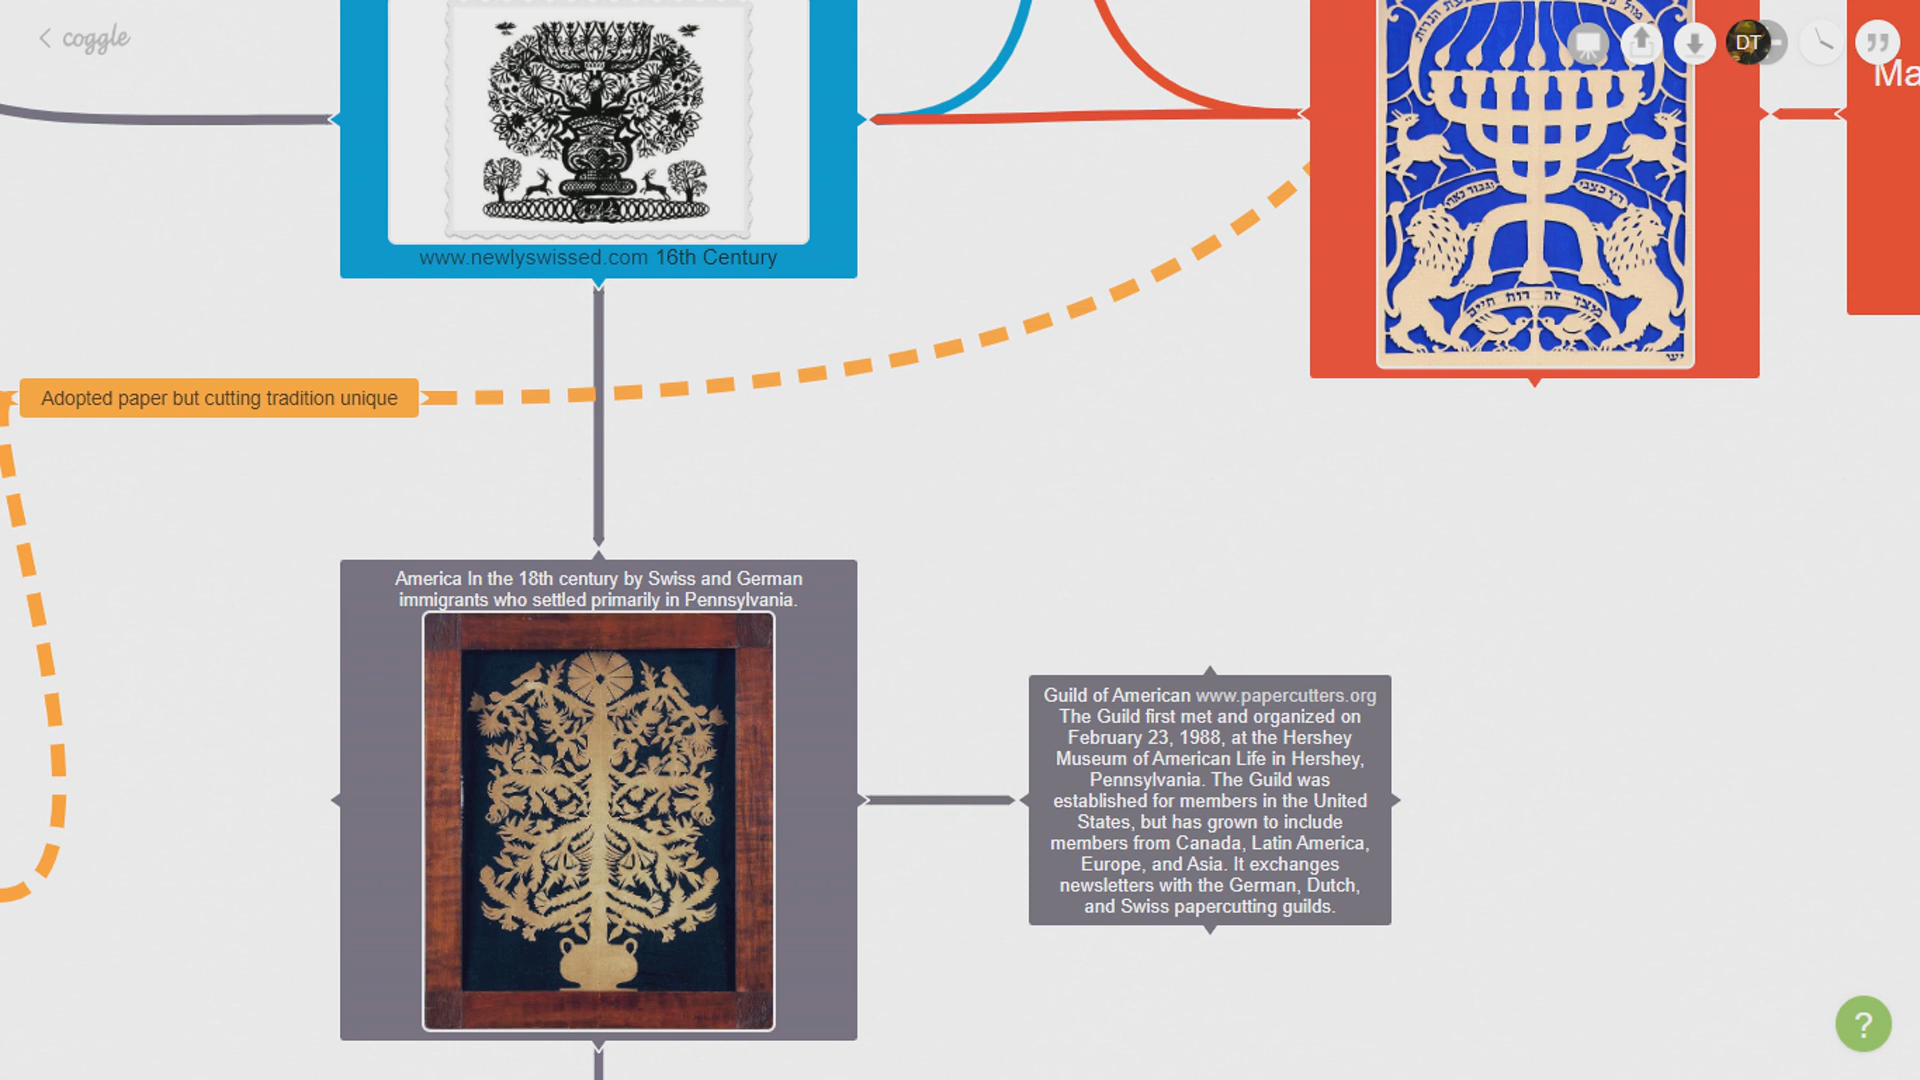 coggle
DT
Ma
www.newlyswissed.com 16th Century
Adopted paper but cutting tradition unique
America In the 18th century by Swiss and German
immigrants who settled primarily in Pennsylvania.
Guild of American www.papercutters.org
The Guild first met and organized on
February 23, 1988, at the Hershey
Museum of American Life in Hershey,
Pennsylvania. The Guild was
established for members in the United
States, but has grown to include
members from Canada, Latin America,
Europe, and Asia. It exchanges
newsletters with the German, Dutch,
and Swiss papercutting guilds.
?